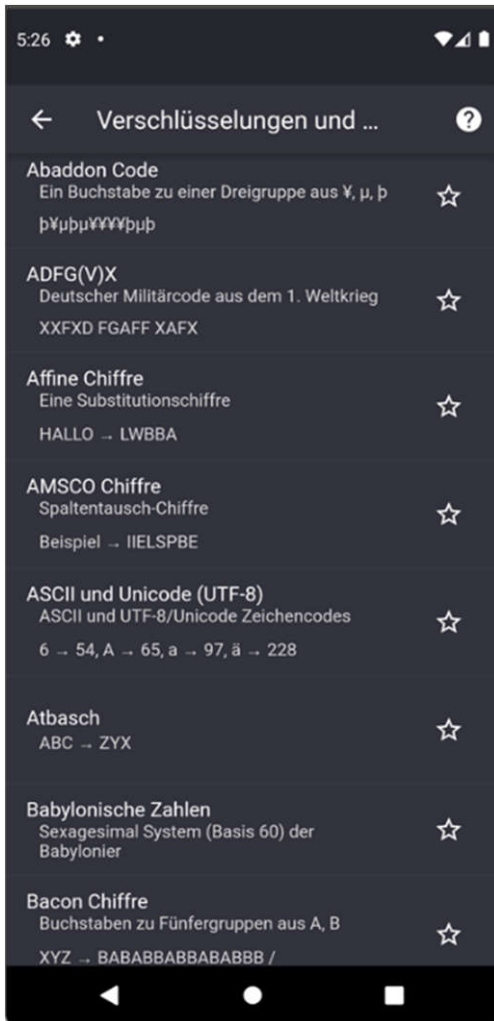 5:26
Verschlüsselungen und ...
Abaddon Code
Ein Buchstabe zu einer Dreigruppe aus ¥, µ, þ
þ¥µþµ¥¥¥¥þµþ
ADFG(V)X
Deutscher Militärcode aus dem 1. Weltkrieg
XXFXD FGAFF XAFX
Affine Chiffre
Eine Substitutionschiffre
HALLO → LWBBA
AMSCO Chiffre
Spaltentausch-Chiffre
Beispiel → IIELSPBE
ASCII und Unicode (UTF-8)
ASCII und UTF-8/Unicode Zeichencodes
6 → 54, A → 65, a → 97, ä → 228
Atbasch
ABC → ZYX
Babylonische Zahlen
Sexagesimal System (Basis 60) der
Babylonier
Bacon Chiffre
Buchstaben zu Fünfergruppen aus A, B
XYZ → BABABBABBABABBB /